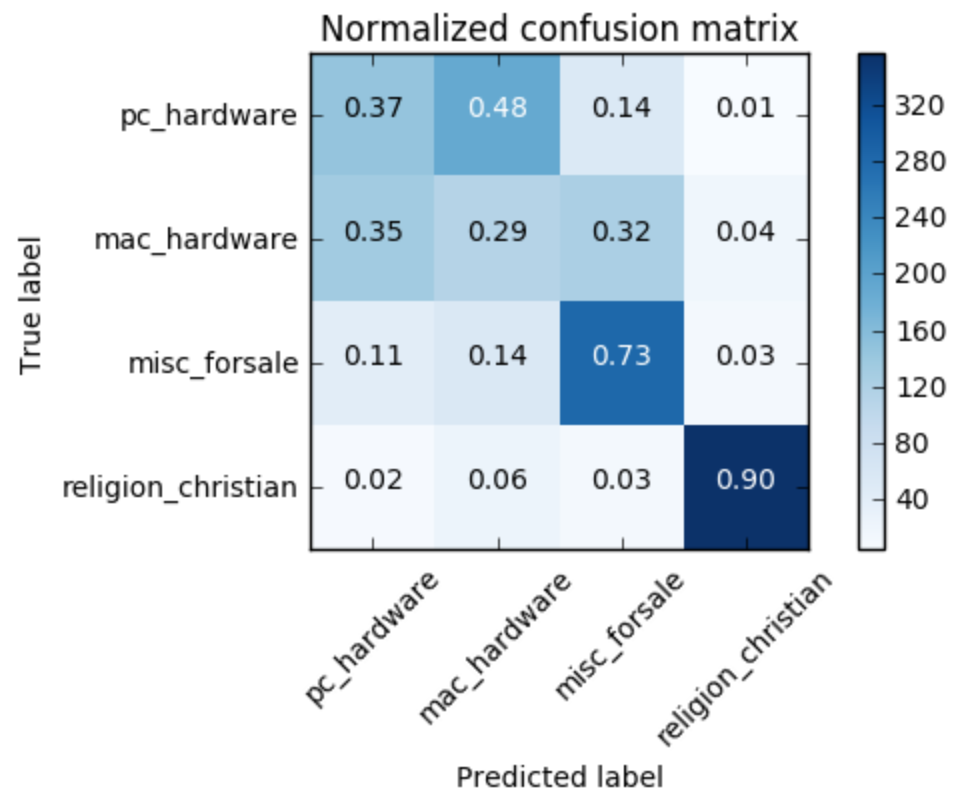 Normalized confusion matrix
True label
pc_hardware 0.37 0.48 0.14 0.01
mac_hardware 0.35 0.29 0.32 0.04
misc_forsale 0.11 0.14 0.73 0.03
religion_christian 0.02 0.06 0.03 0.90
pc_hardware mac_hardware misc_forsale religion_christian
Predicted label
320
280
240
200
160
120
80
40